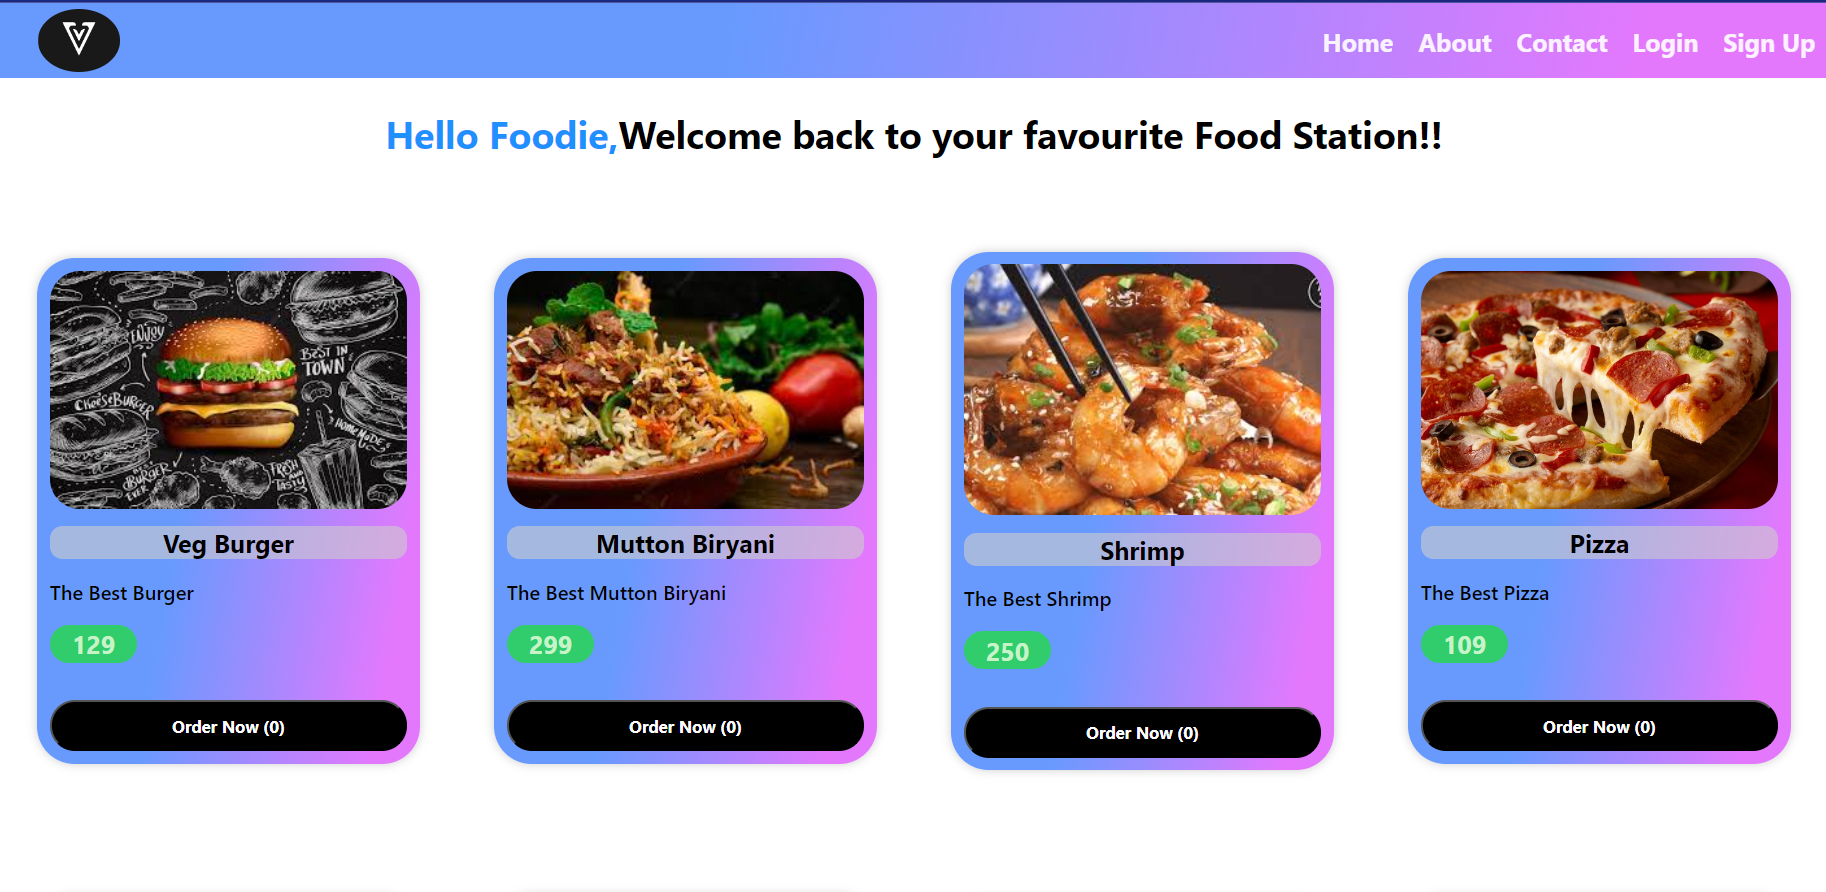 Home About Contact Login Sign Up
Hello Foodie,Welcome back to your favourite Food Station!!
ENJOY
BEST IN
TOWN
CHEESEBURGER
HOME MADE
BURGER
EVER
FRESH
TASTY
Veg Burger
The Best Burger
129
Order Now (0)
Mutton Biryani
The Best Mutton Biryani
299
Order Now (0)
Shrimp
The Best Shrimp
250
Order Now (0)
Pizza
The Best Pizza
109
Order Now (0)